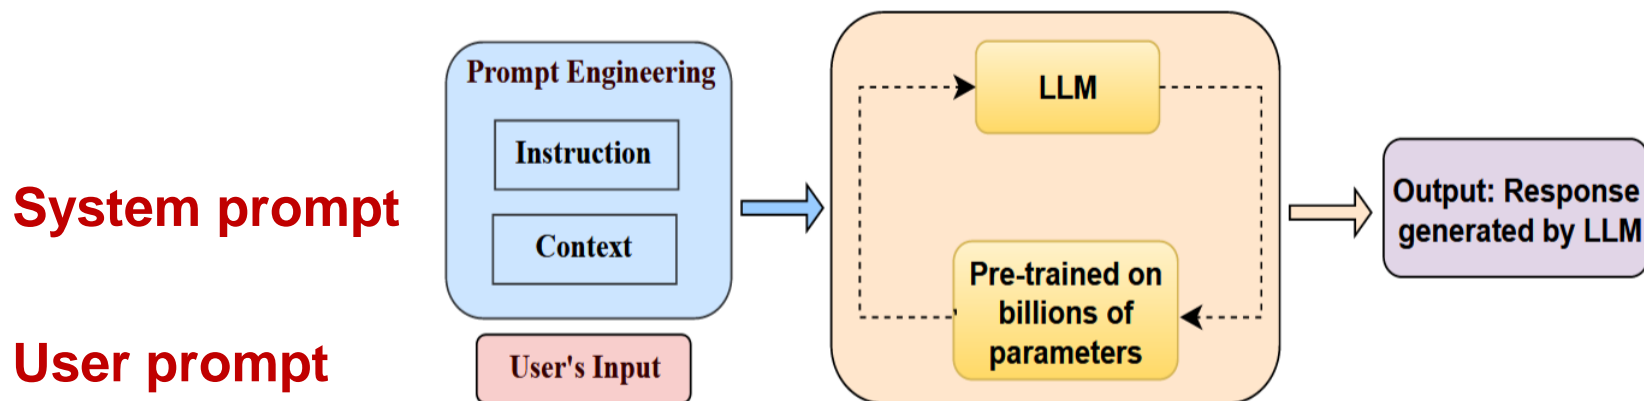 Prompt Engineering
Instruction
Context
System prompt
User prompt
User's Input
LLM
Pre-trained on
billions of
parameters
Output: Response
generated by LLM